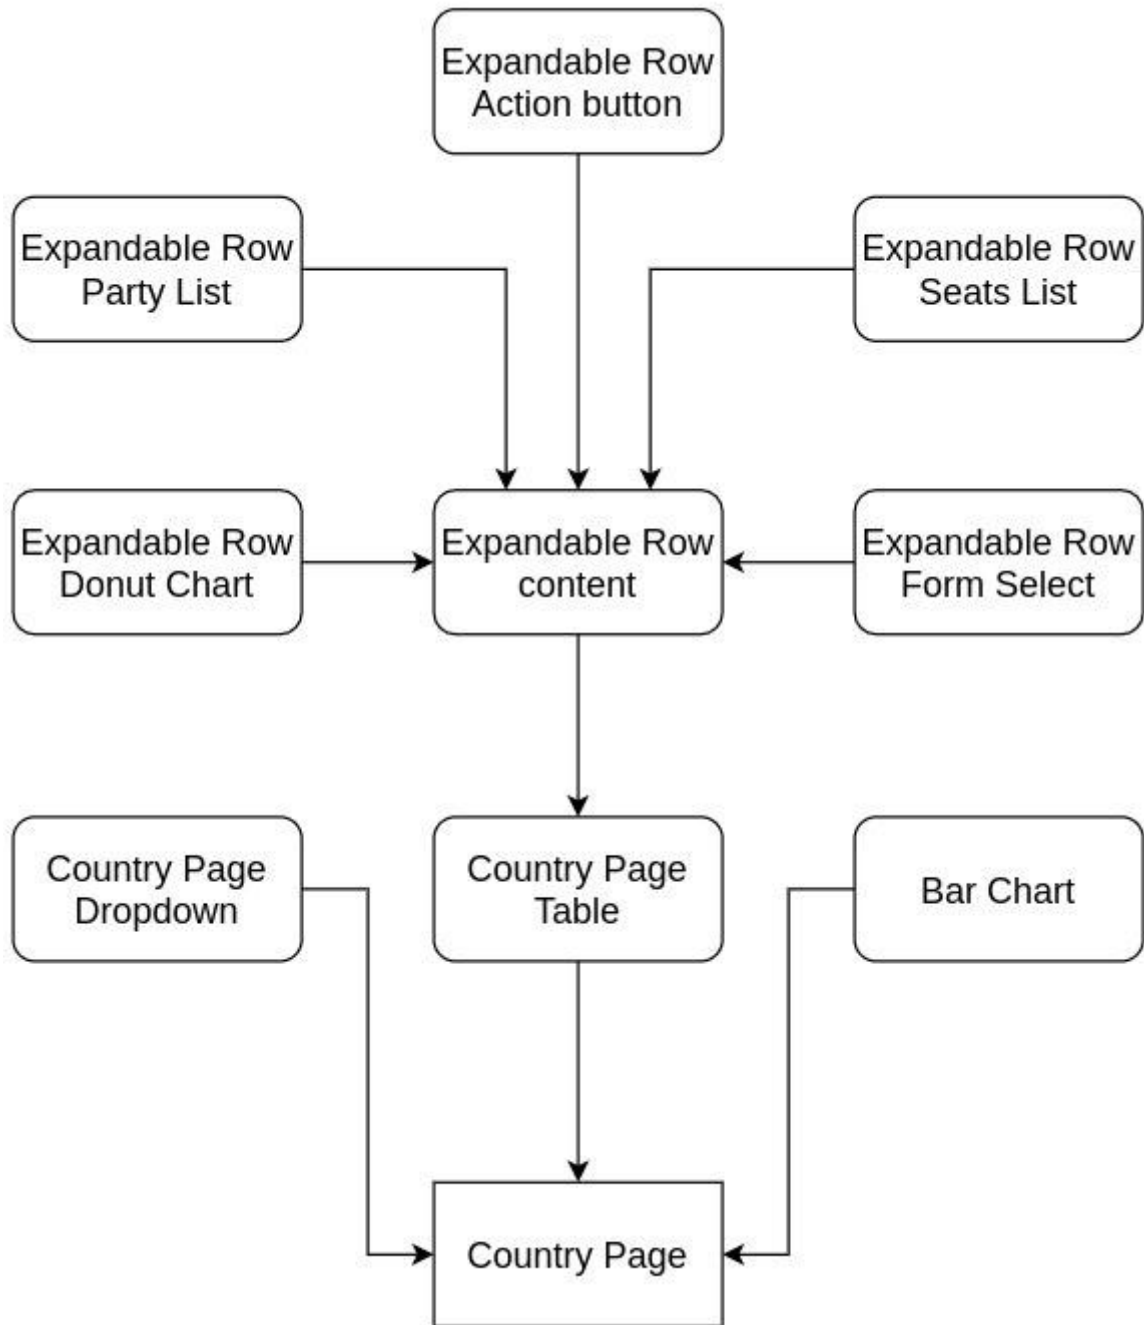 Expandable Row
Action button
Expandable Row
Party List
Expandable Row
Seats List
Expandable Row
Donut Chart
Expandable Row
content
Expandable Row
Form Select
Country Page
Dropdown
Country Page
Table
Bar Chart
Country Page